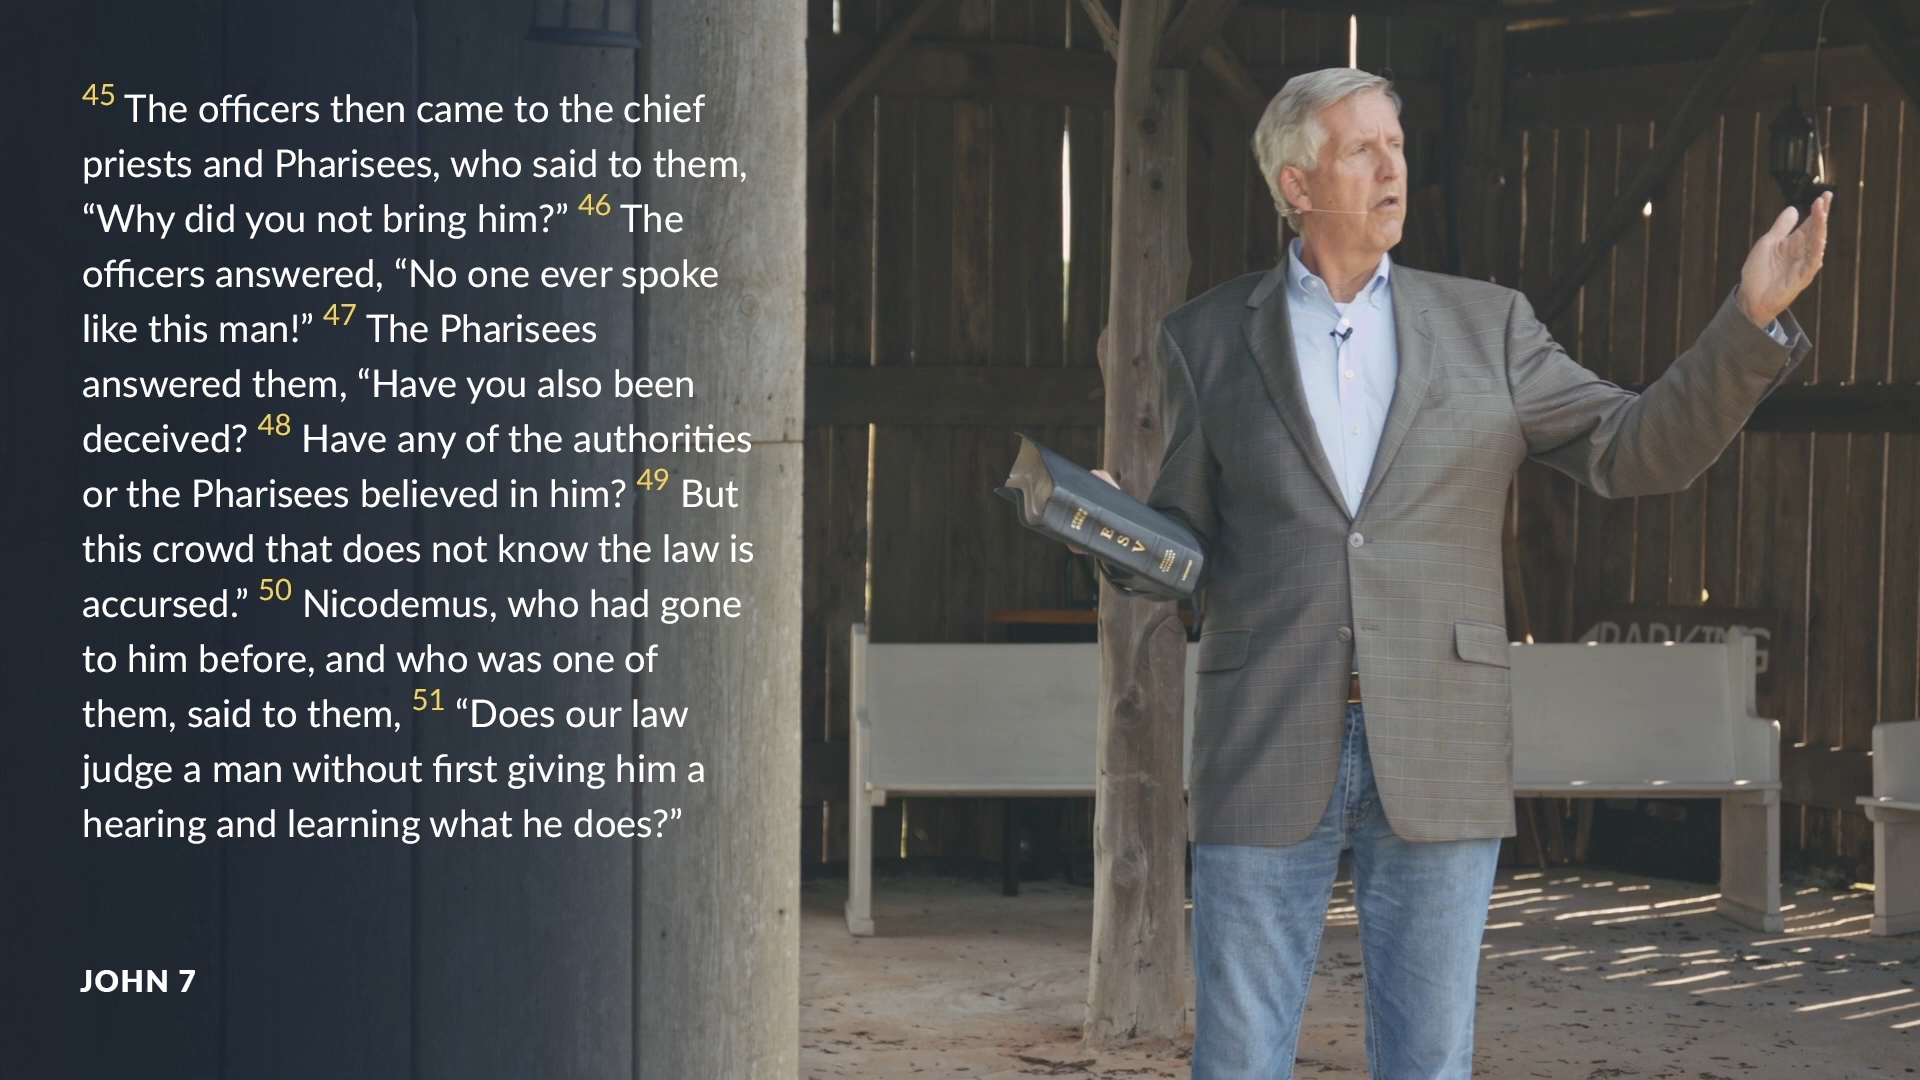 45 The officers then came to the chief
priests and Pharisees, who said to them,
“Why did you not bring him?” 46 The
officers answered, “No one ever spoke
like this man!” 47 The Pharisees
answered them, “Have you also been
deceived? 48 Have any of the authorities
or the Pharisees believed in him? 49 But
this crowd that does not know the law is
accursed.” 50 Nicodemus, who had gone
to him before, and who was one of
them, said to them, 51 “Does our law
judge a man without first giving him a
hearing and learning what he does?”
JOHN 7
ESV
PARKING